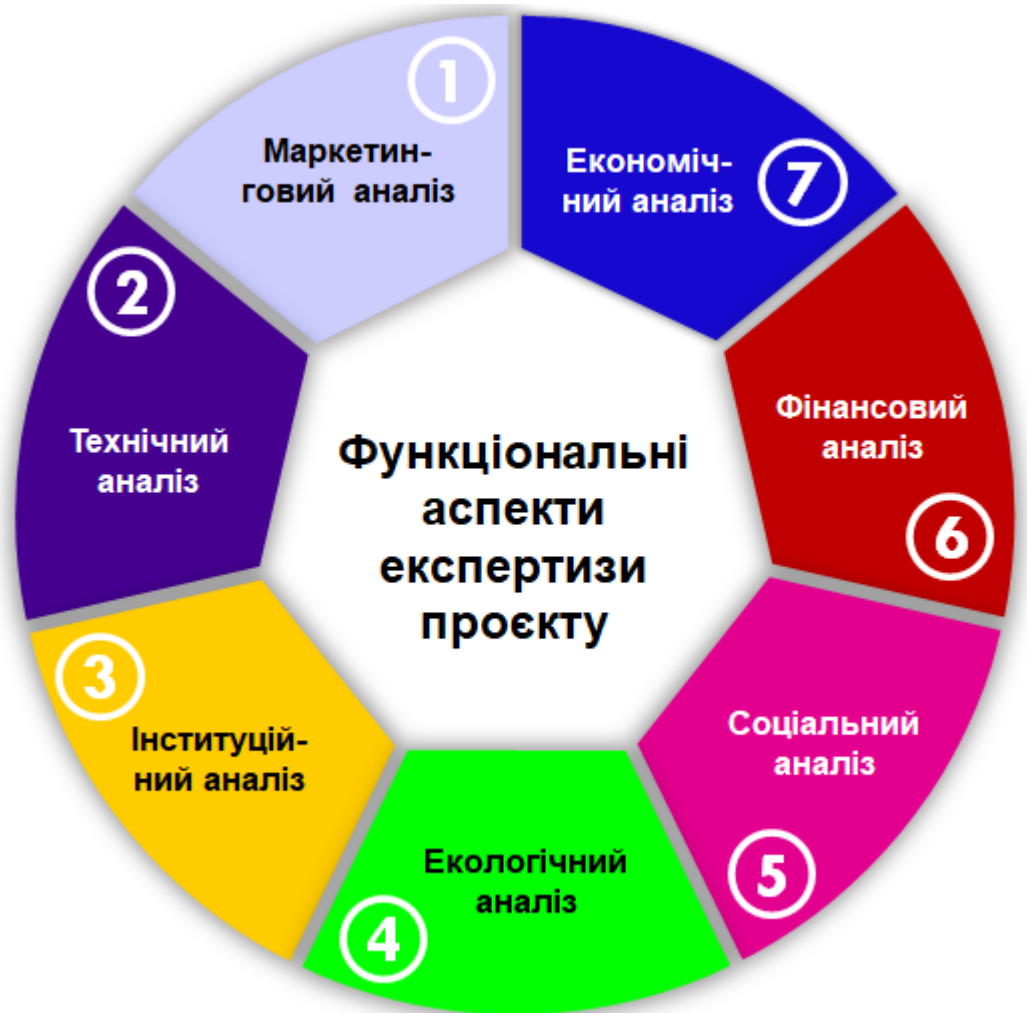 Функціональні
аспекти
експертизи
проєкту
1
Маркетин-
говий аналіз
2
Технічний
аналіз
3
Інституцій-
ний аналіз
4
Екологічний
аналіз
5
Соціальний
аналіз
6
Фінансовий
аналіз
7
Економіч-
ний аналіз